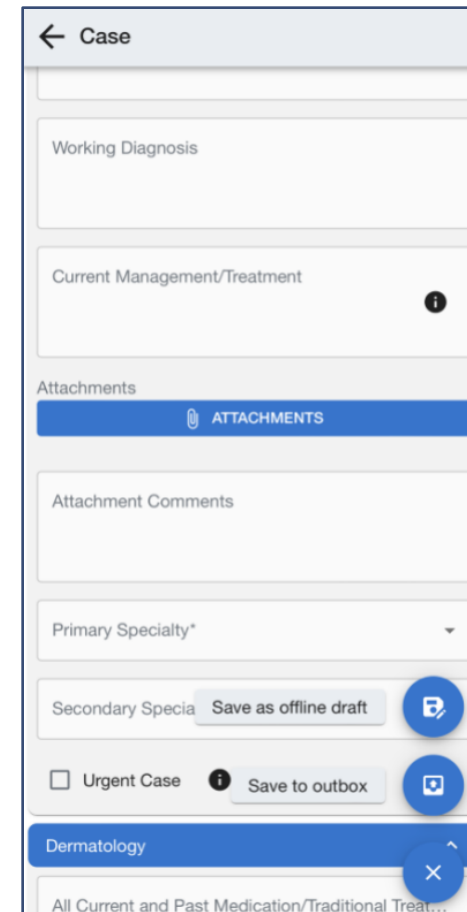 Case
Working Diagnosis
Current Management/Treatment
Attachments
ATTACHMENTS
Attachment Comments
Primary Specialty*
Secondary Specia
Save as offline draft
Urgent Case
Save to outbox
Dermatology
All Current and Past Medication/Traditional Treat...